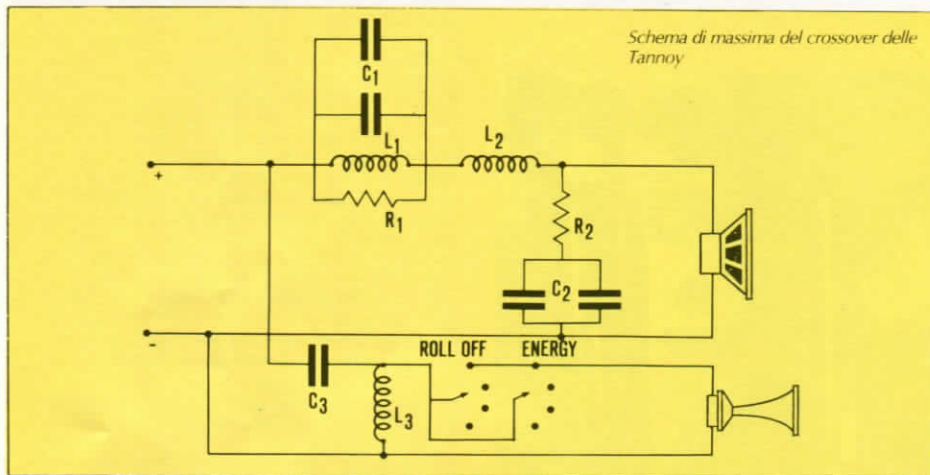 Schema di massima del crossover delle
Tannoy
C1
L1
L2
+
R1
R2
C2
-
ROLL OFF ENERGY
C3
L3